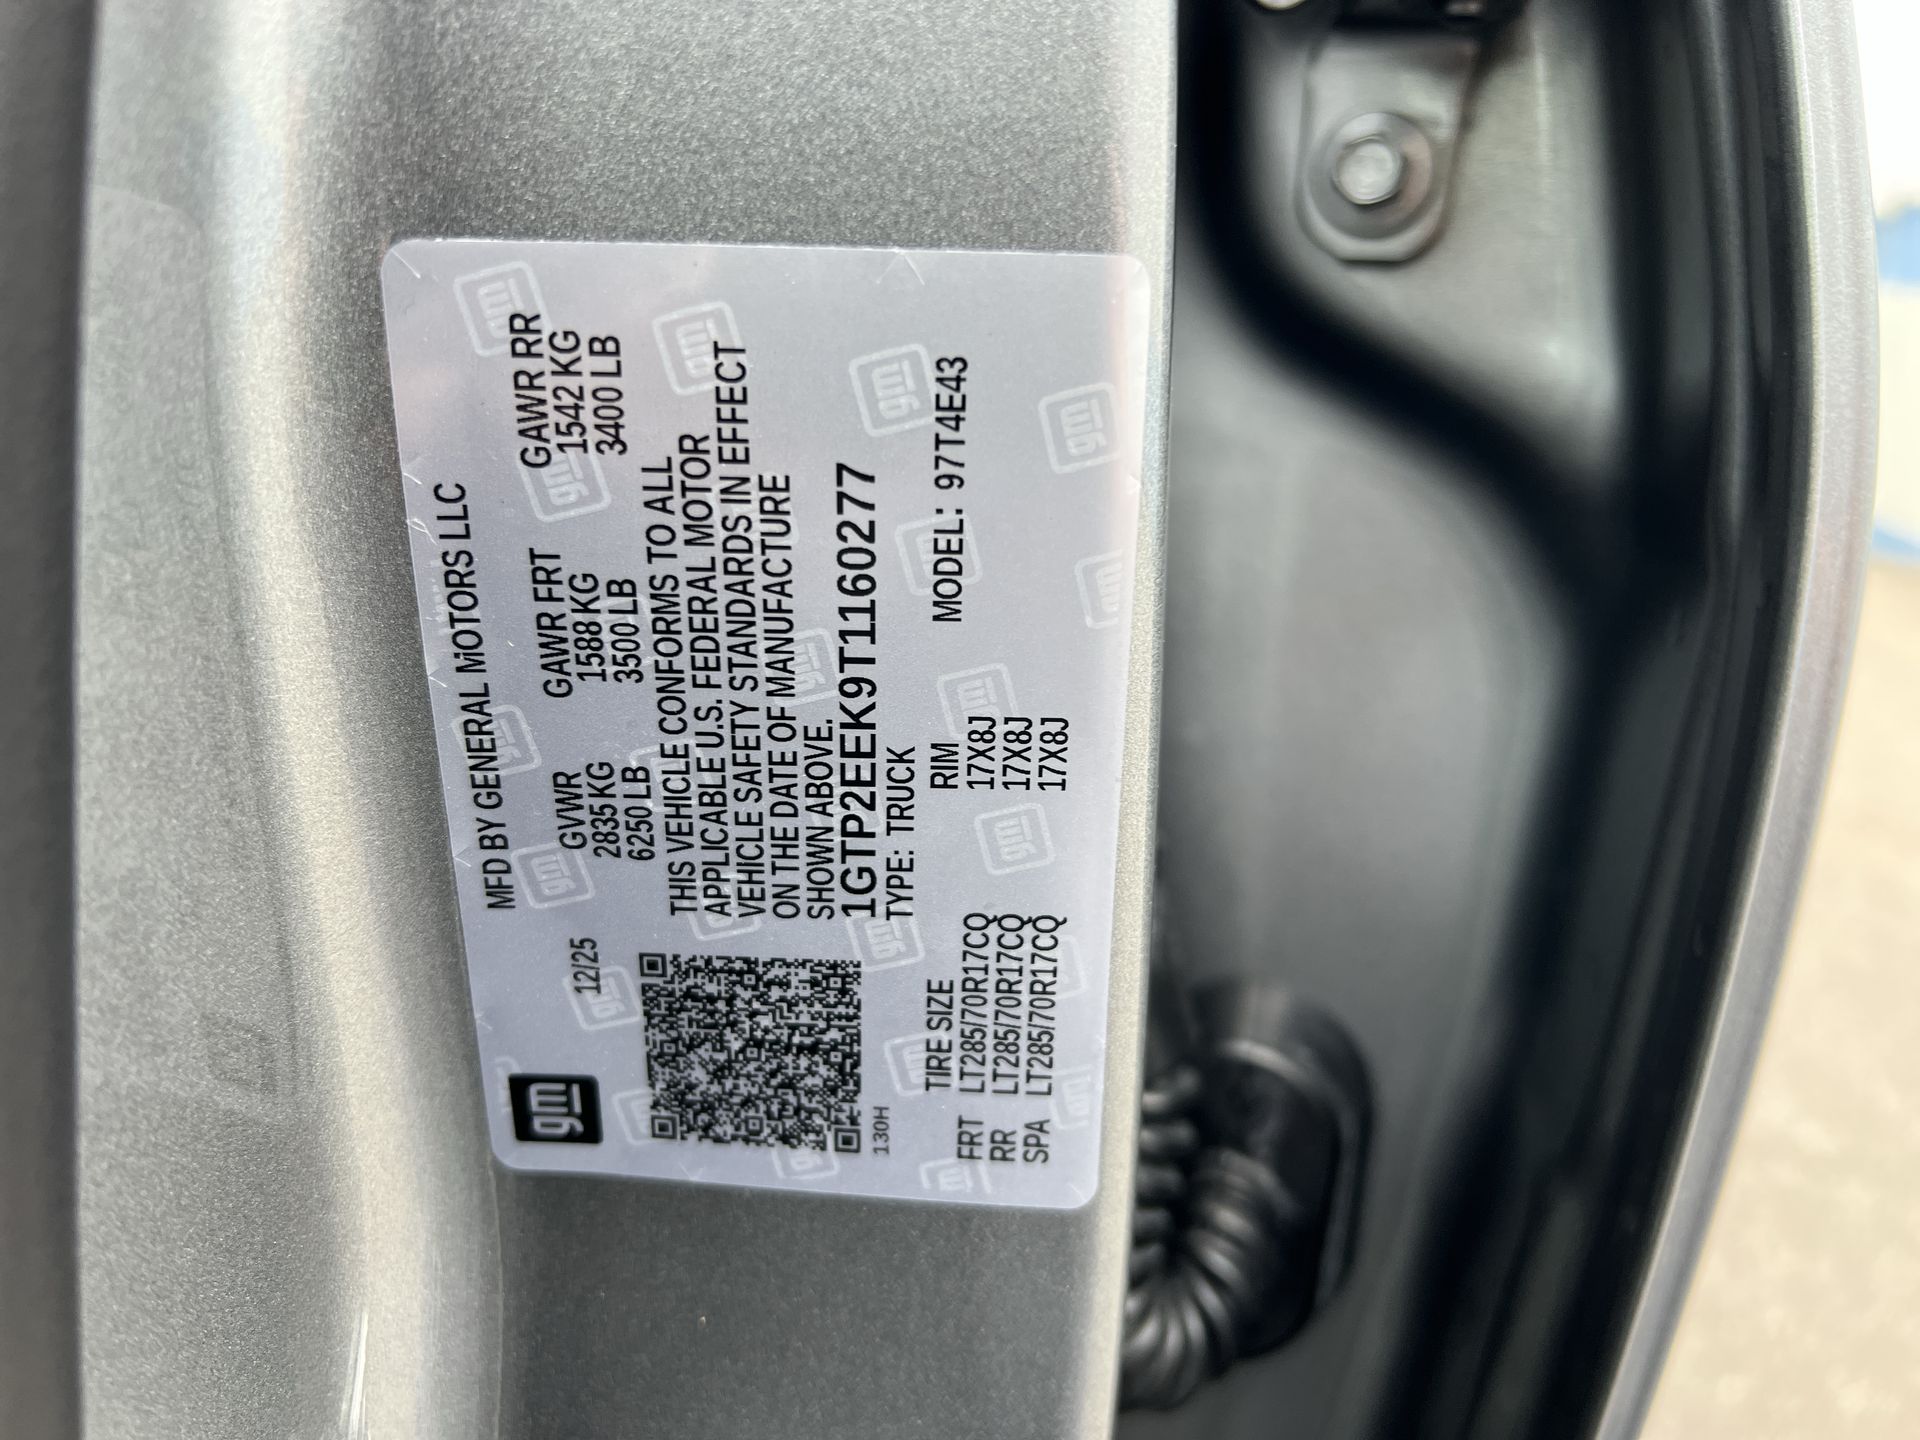 gm
MFD BY GENERAL MOTORS LLC
12/25
GVWR GAWR FRT GAWR RR
2835 KG 1588 KG 1542 KG
6250 LB 3500 LB 3400 LB
THIS VEHICLE CONFORMS TO ALL
APPLICABLE U.S. FEDERAL MOTOR
VEHICLE SAFETY STANDARDS IN EFFECT
ON THE DATE OF MANUFACTURE
SHOWN ABOVE.
1GTP2EEK9T1160277
130H
TYPE: TRUCK
MODEL: 97T4E43
TIRE SIZE RIM
FRT LT285/70R17CQ 17X8J
RR LT285/70R17CQ 17X8J
SPA LT285/70R17CQ 17X8J